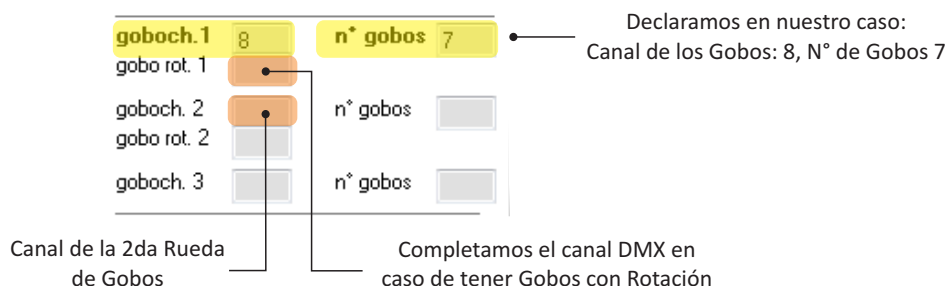 Declaramos en nuestro caso:
Canal de los Gobos: 8, N° de Gobos 7
goboch.1 8 n° gobos 7
gobo rot. 1
goboch. 2 n° gobos
gobo rot. 2
goboch. 3 n° gobos
Canal de la 2da Rueda
de Gobos
Completamos el canal DMX en
caso de tener Gobos con Rotación